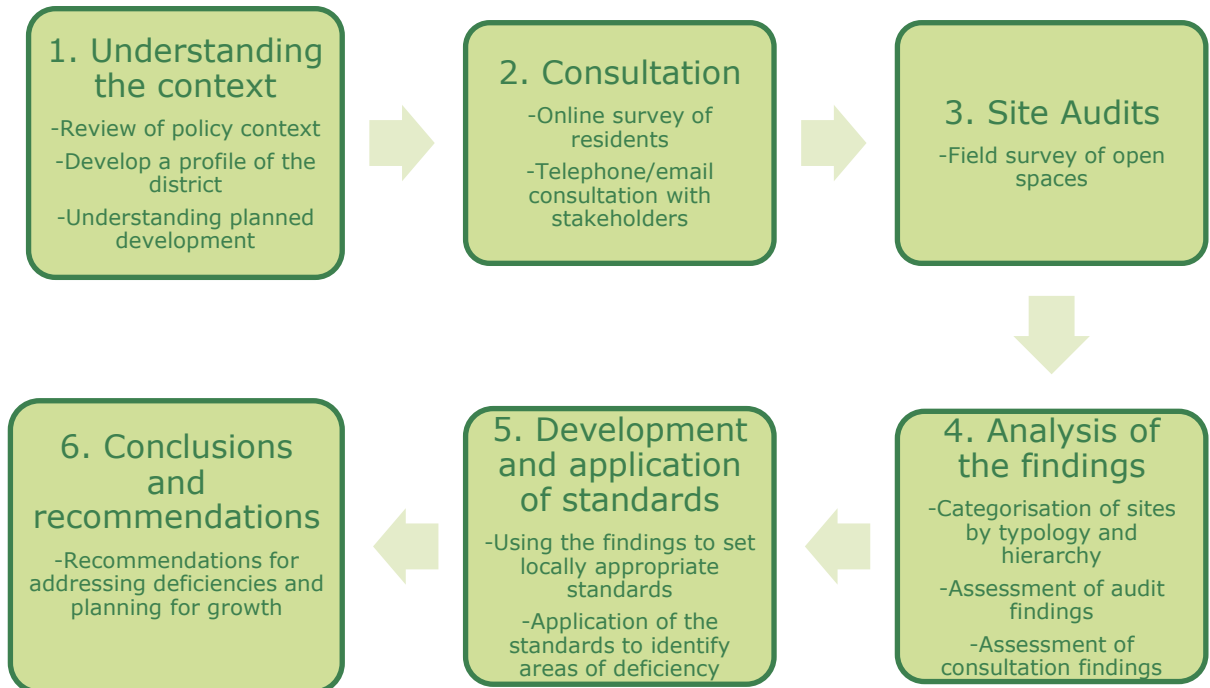 1. Understanding
the context
-Review of policy context
-Develop a profile of the
district
-Understanding planned
development
2. Consultation
-Online survey of
residents
-Telephone/email
consultation with
stakeholders
3. Site Audits
-Field survey of open
spaces
4. Analysis of
the findings
-Categorisation of sites
by typology and
hierarchy
-Assessment of audit
findings
-Assessment of
consultation findings
5. Development
and application
of standards
-Using the findings to set
locally appropriate
standards
-Application of the
standards to identify
areas of deficiency
6. Conclusions
and
recommendations
-Recommendations for
addressing deficiencies and
planning for growth